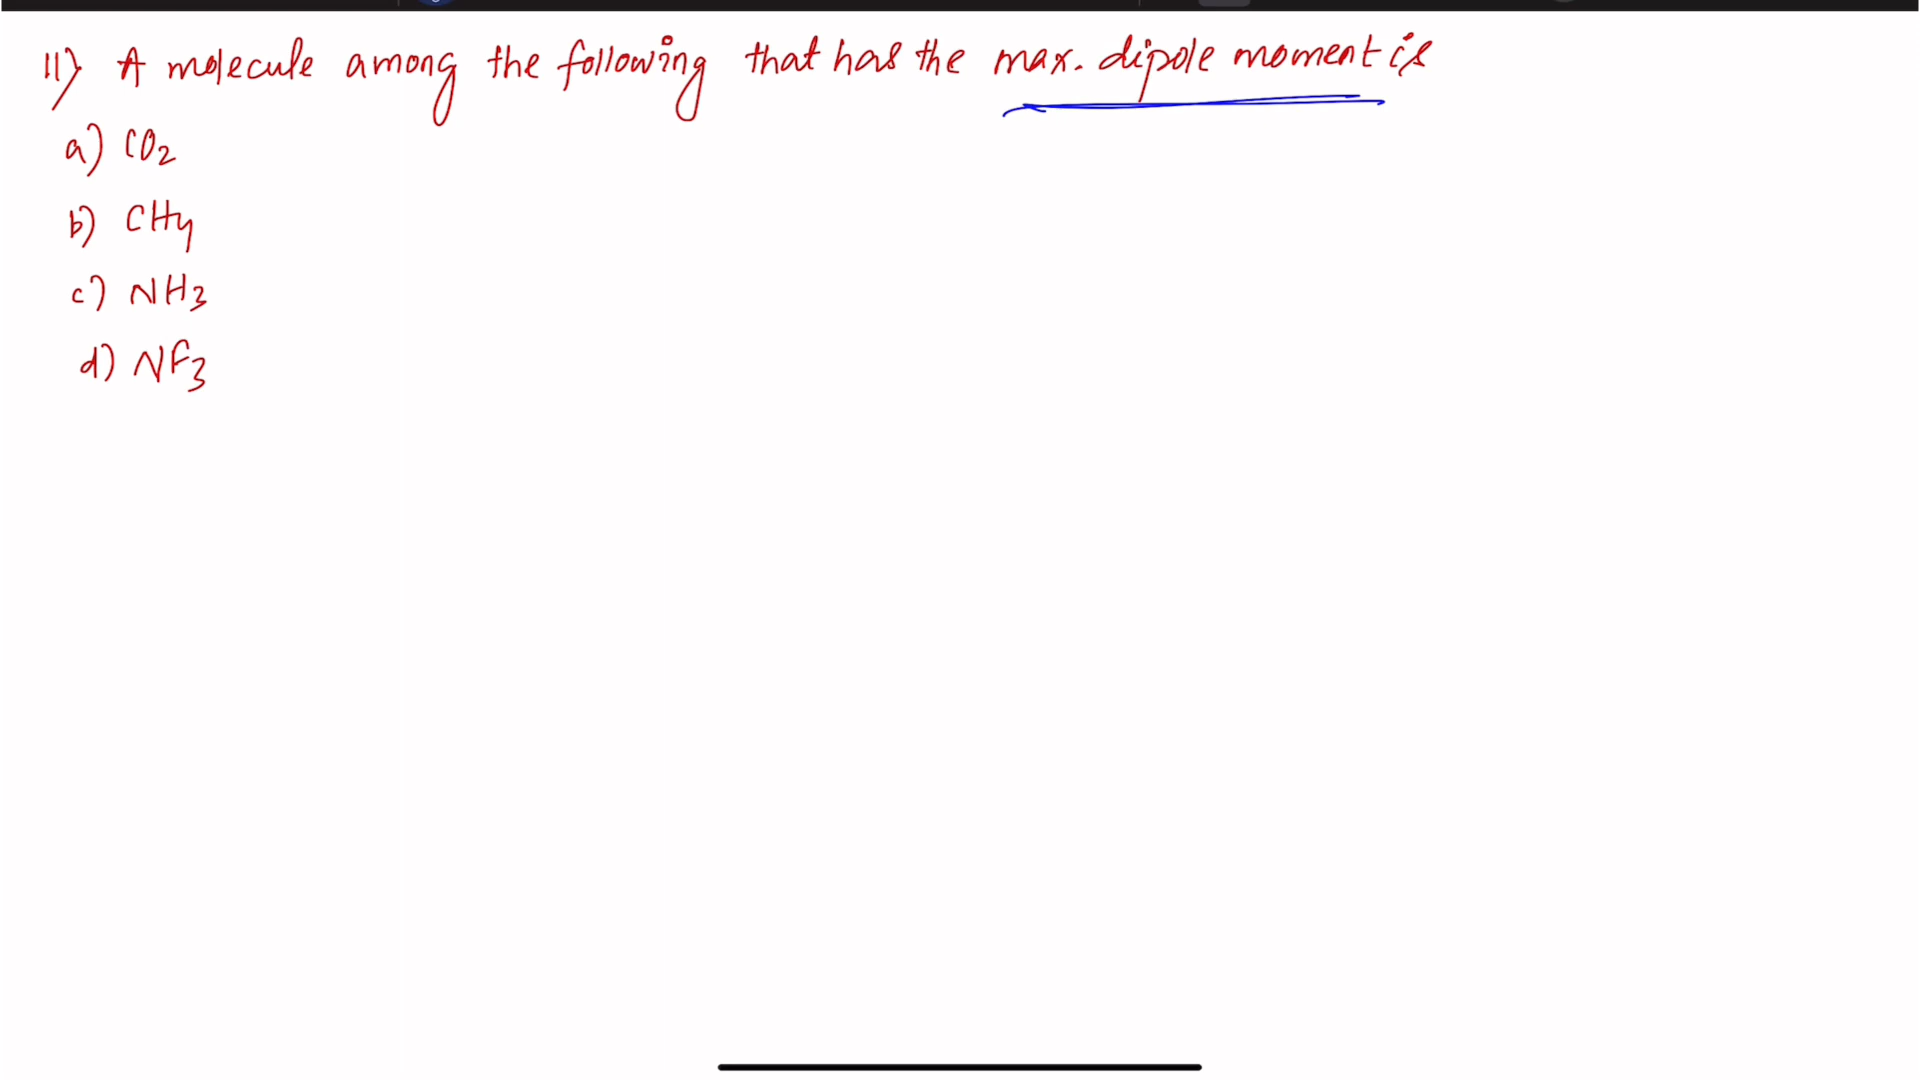 11) A molecule among the following that has the max. dipole moment is
a) CO2
b) CH4
c) NH3
d) NF3